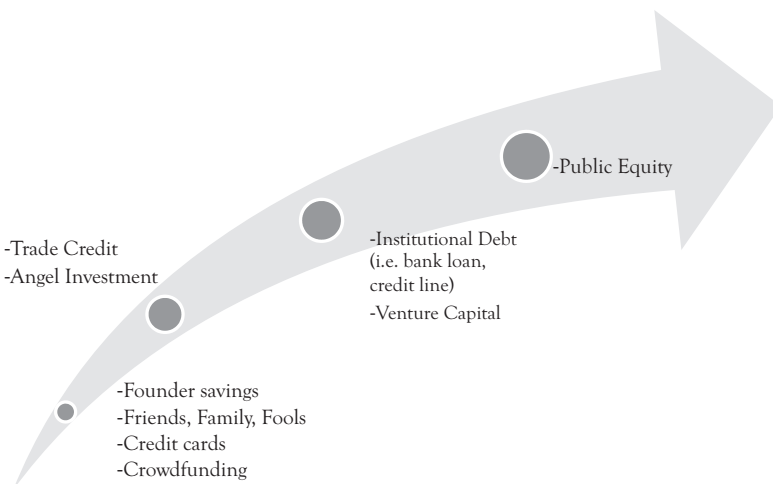 -Public Equity
-Trade Credit
-Angel Investment
-Institutional Debt
(i.e. bank loan,
credit line)
-Venture Capital
-Founder savings
-Friends, Family, Fools
-Credit cards
-Crowdfunding